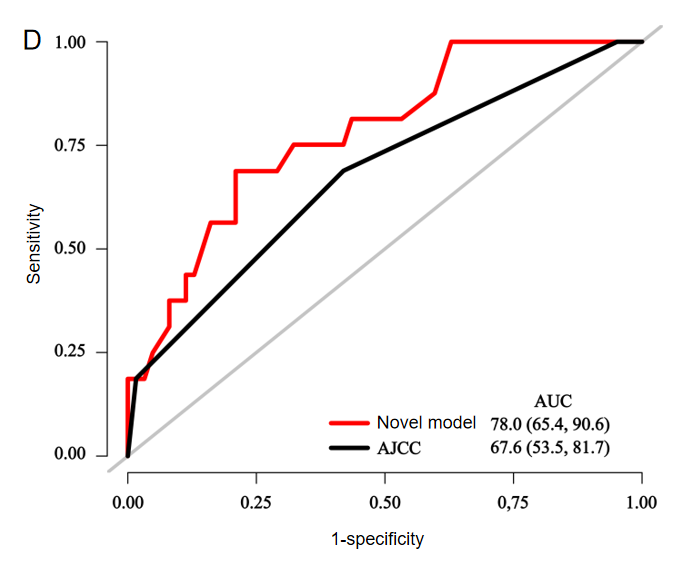 D
1.00
0.75
0.50
0.25
0.00
Sensitivity
AUC
Novel model 78.0 (65.4, 90.6)
AJCC 67.6 (53.5, 81.7)
0.00 0.25 0.50 0,75 1.00
1-specificity